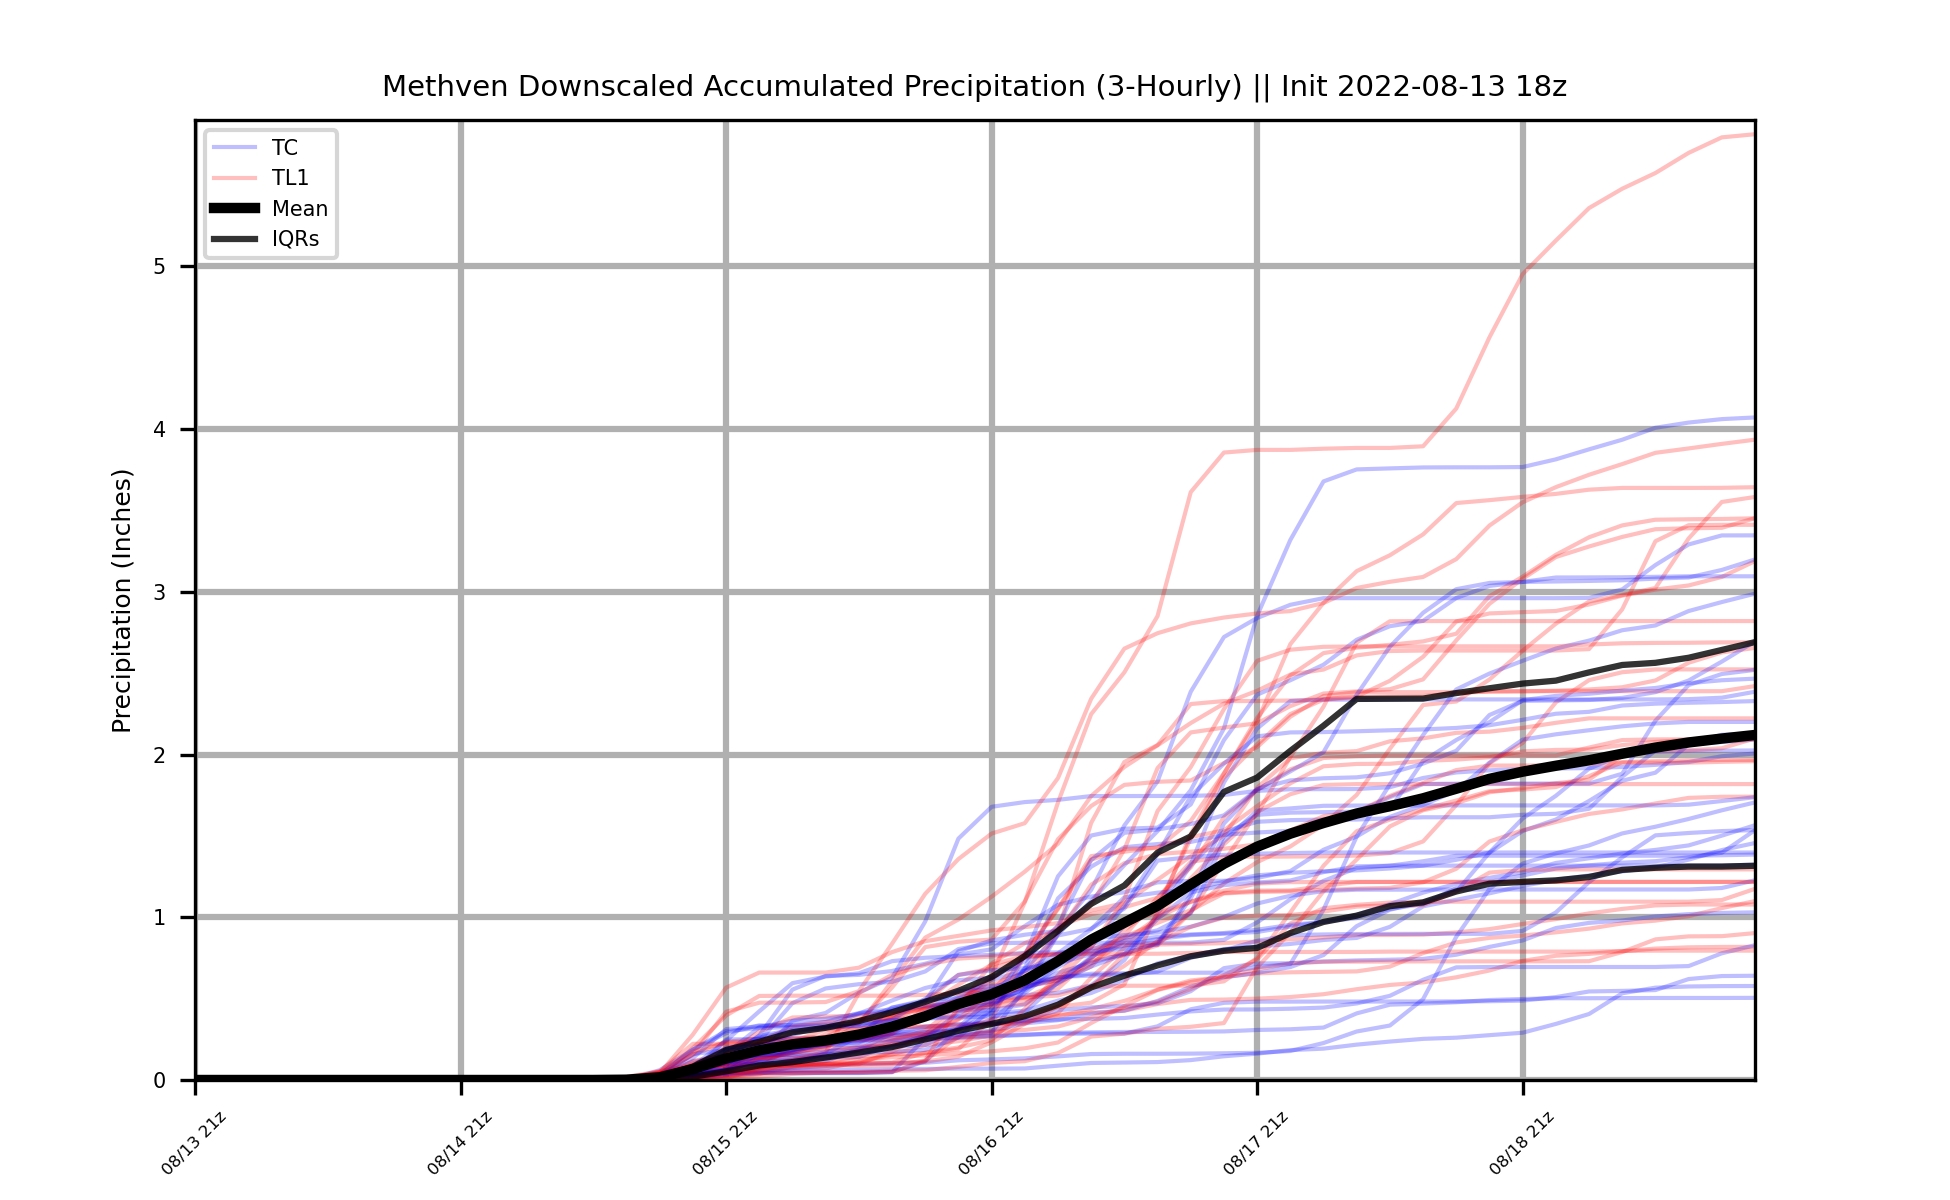 Methven Downscaled Accumulated Precipitation (3-Hourly) || Init 2022-08-13 18z
TC
TL1
Mean
IQRs
Precipitation (Inches)
5
4
3
2
1
0
08/13 21z
08/14 21z
08/15 21z
08/16 21z
08/17 21z
08/18 21z